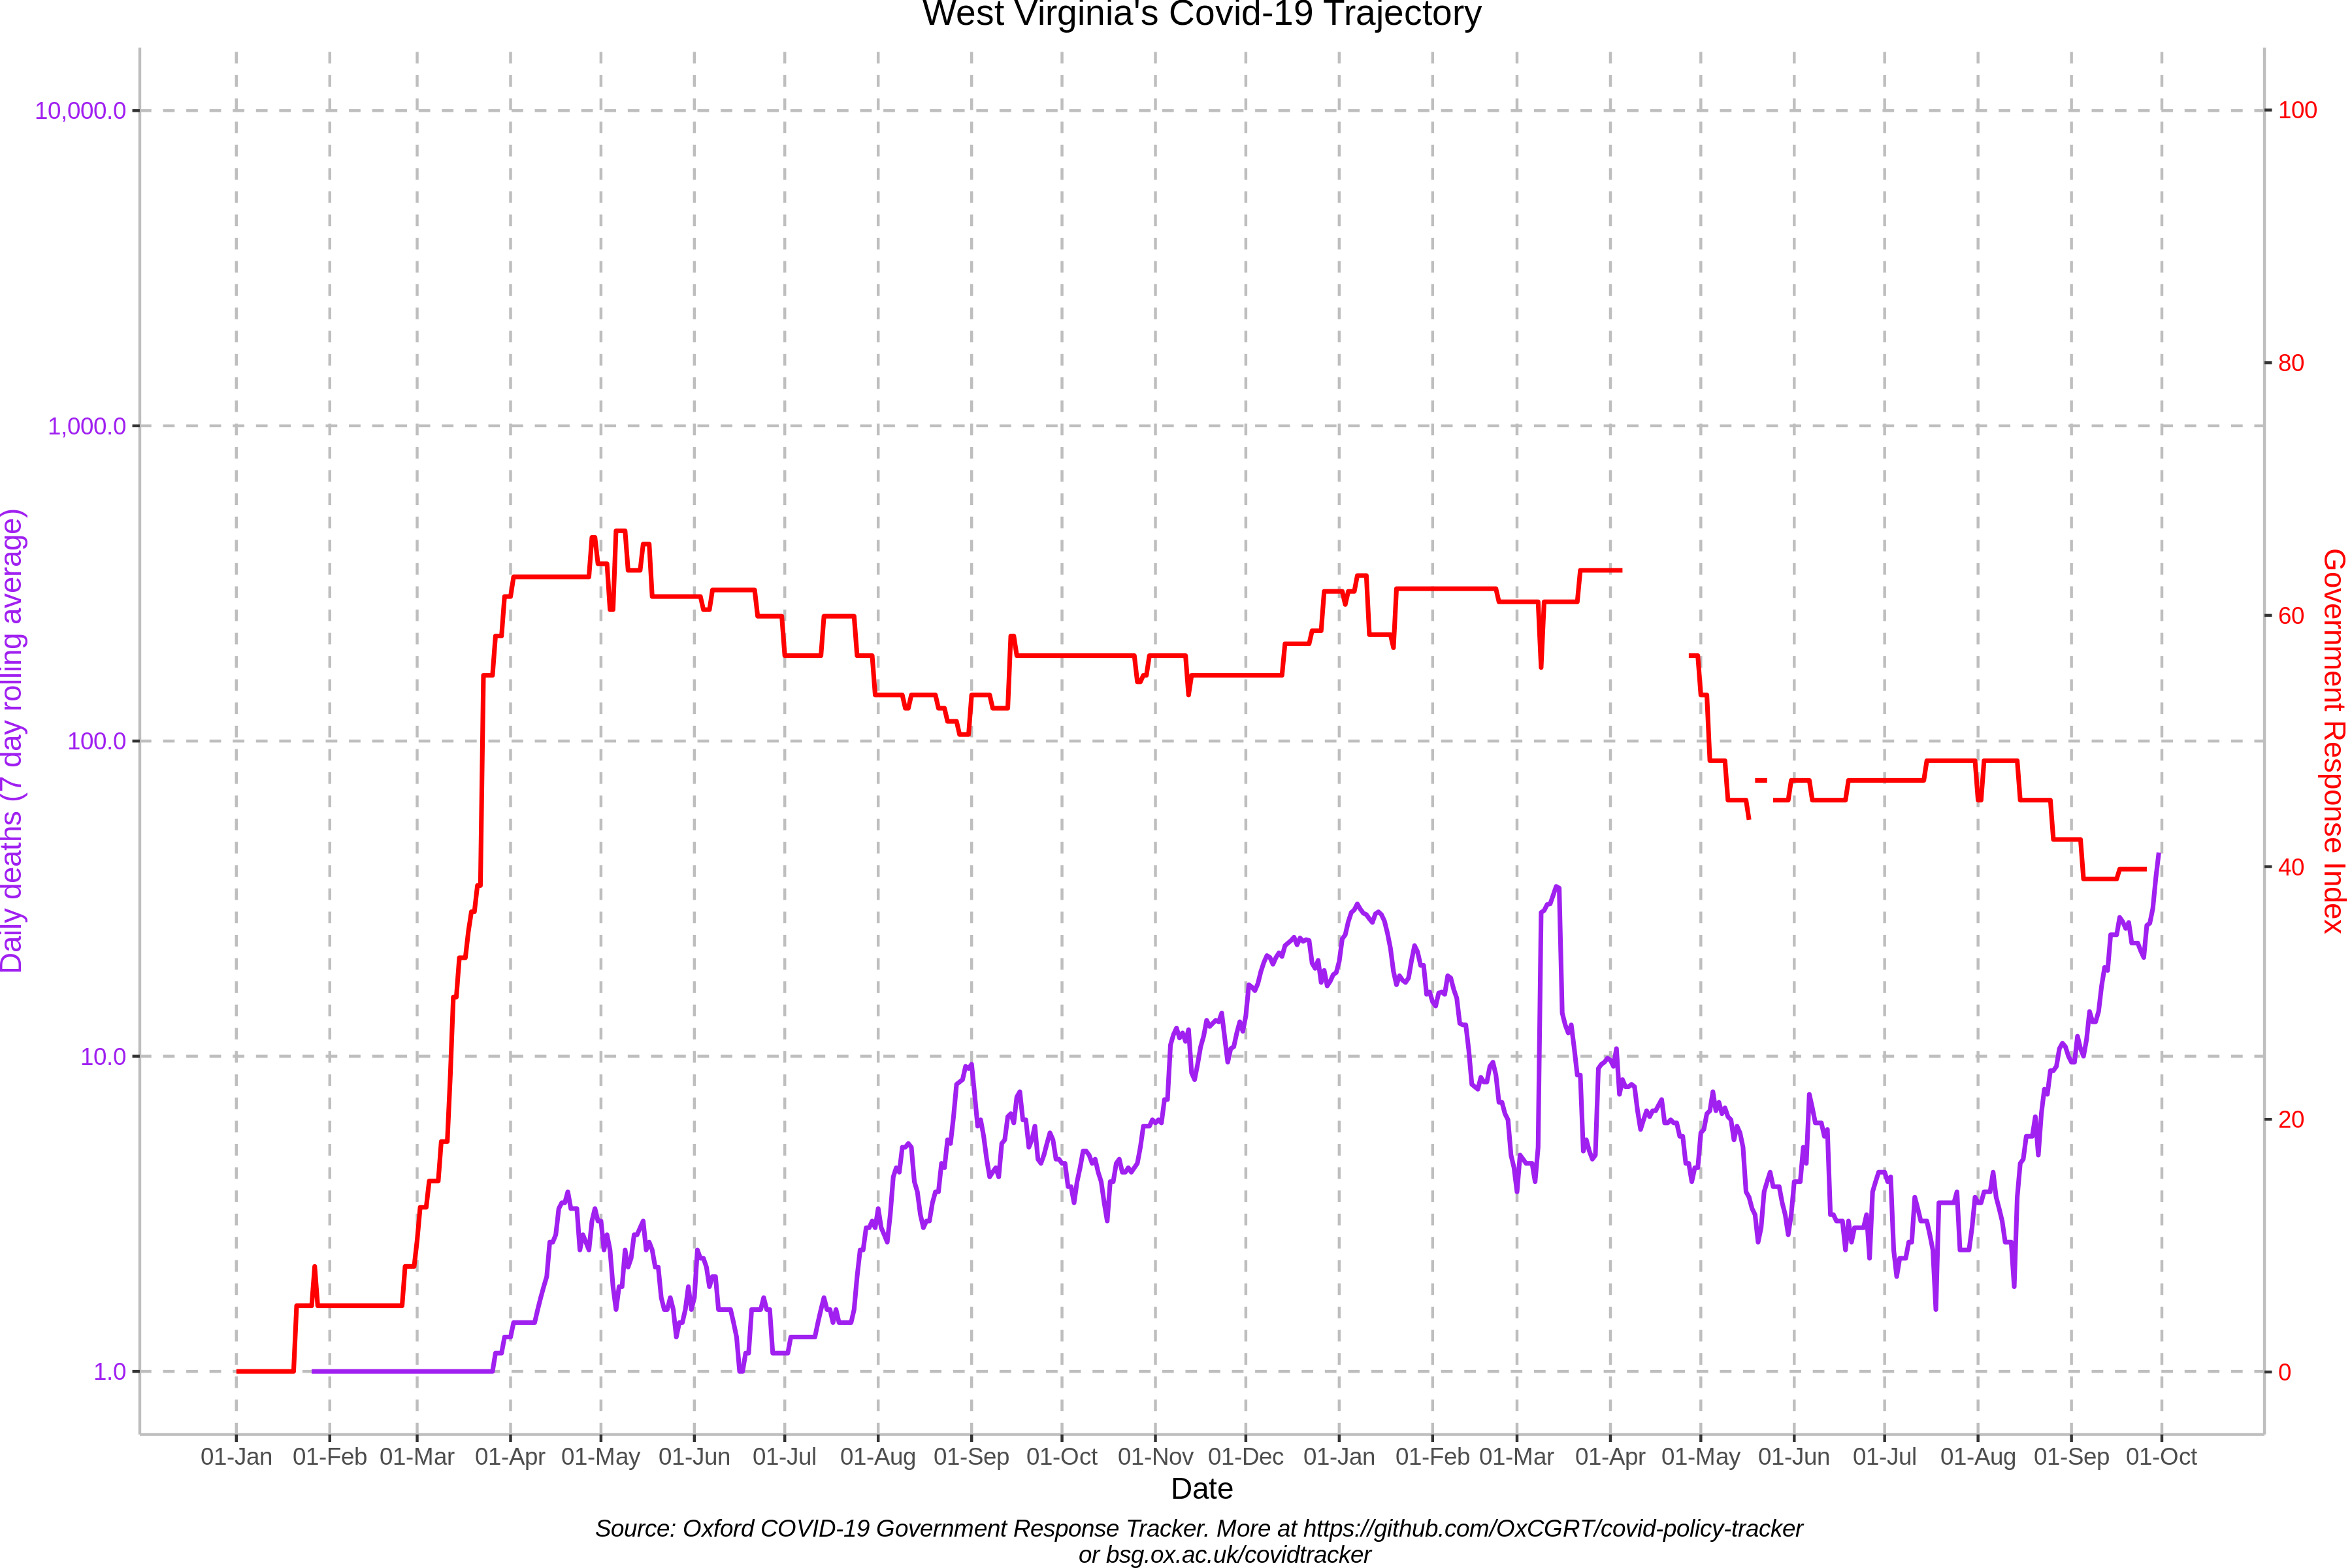 West Virginia's Covid-19 Trajectory
10,000.0
1,000.0
100.0
10.0
1.0
Daily deaths (7 day rolling average)
100
80
60
40
20
0
Government Response Index
01-Jan 01-Feb 01-Mar 01-Apr 01-May 01-Jun 01-Jul 01-Aug 01-Sep 01-Oct 01-Nov 01-Dec 01-Jan 01-Feb 01-Mar 01-Apr 01-May 01-Jun 01-Jul 01-Aug 01-Sep 01-Oct
Date
Source: Oxford COVID-19 Government Response Tracker. More at https://github.com/OxCGRT/covid-policy-tracker
or bsg.ox.ac.uk/covidtracker